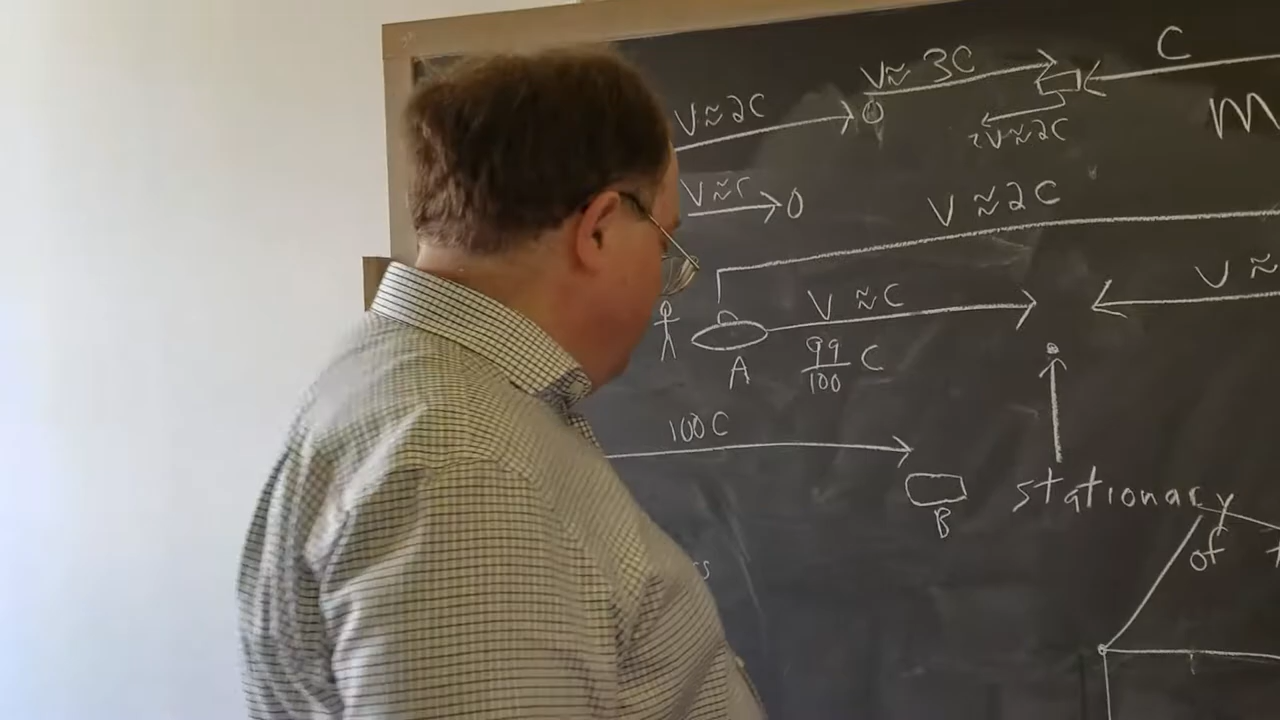 C
V≈3C
V≈2C
V≈2C
M
V≈C
V≈2C
V≈C
V≈
A
99/100 C
100C
B
stationary
of